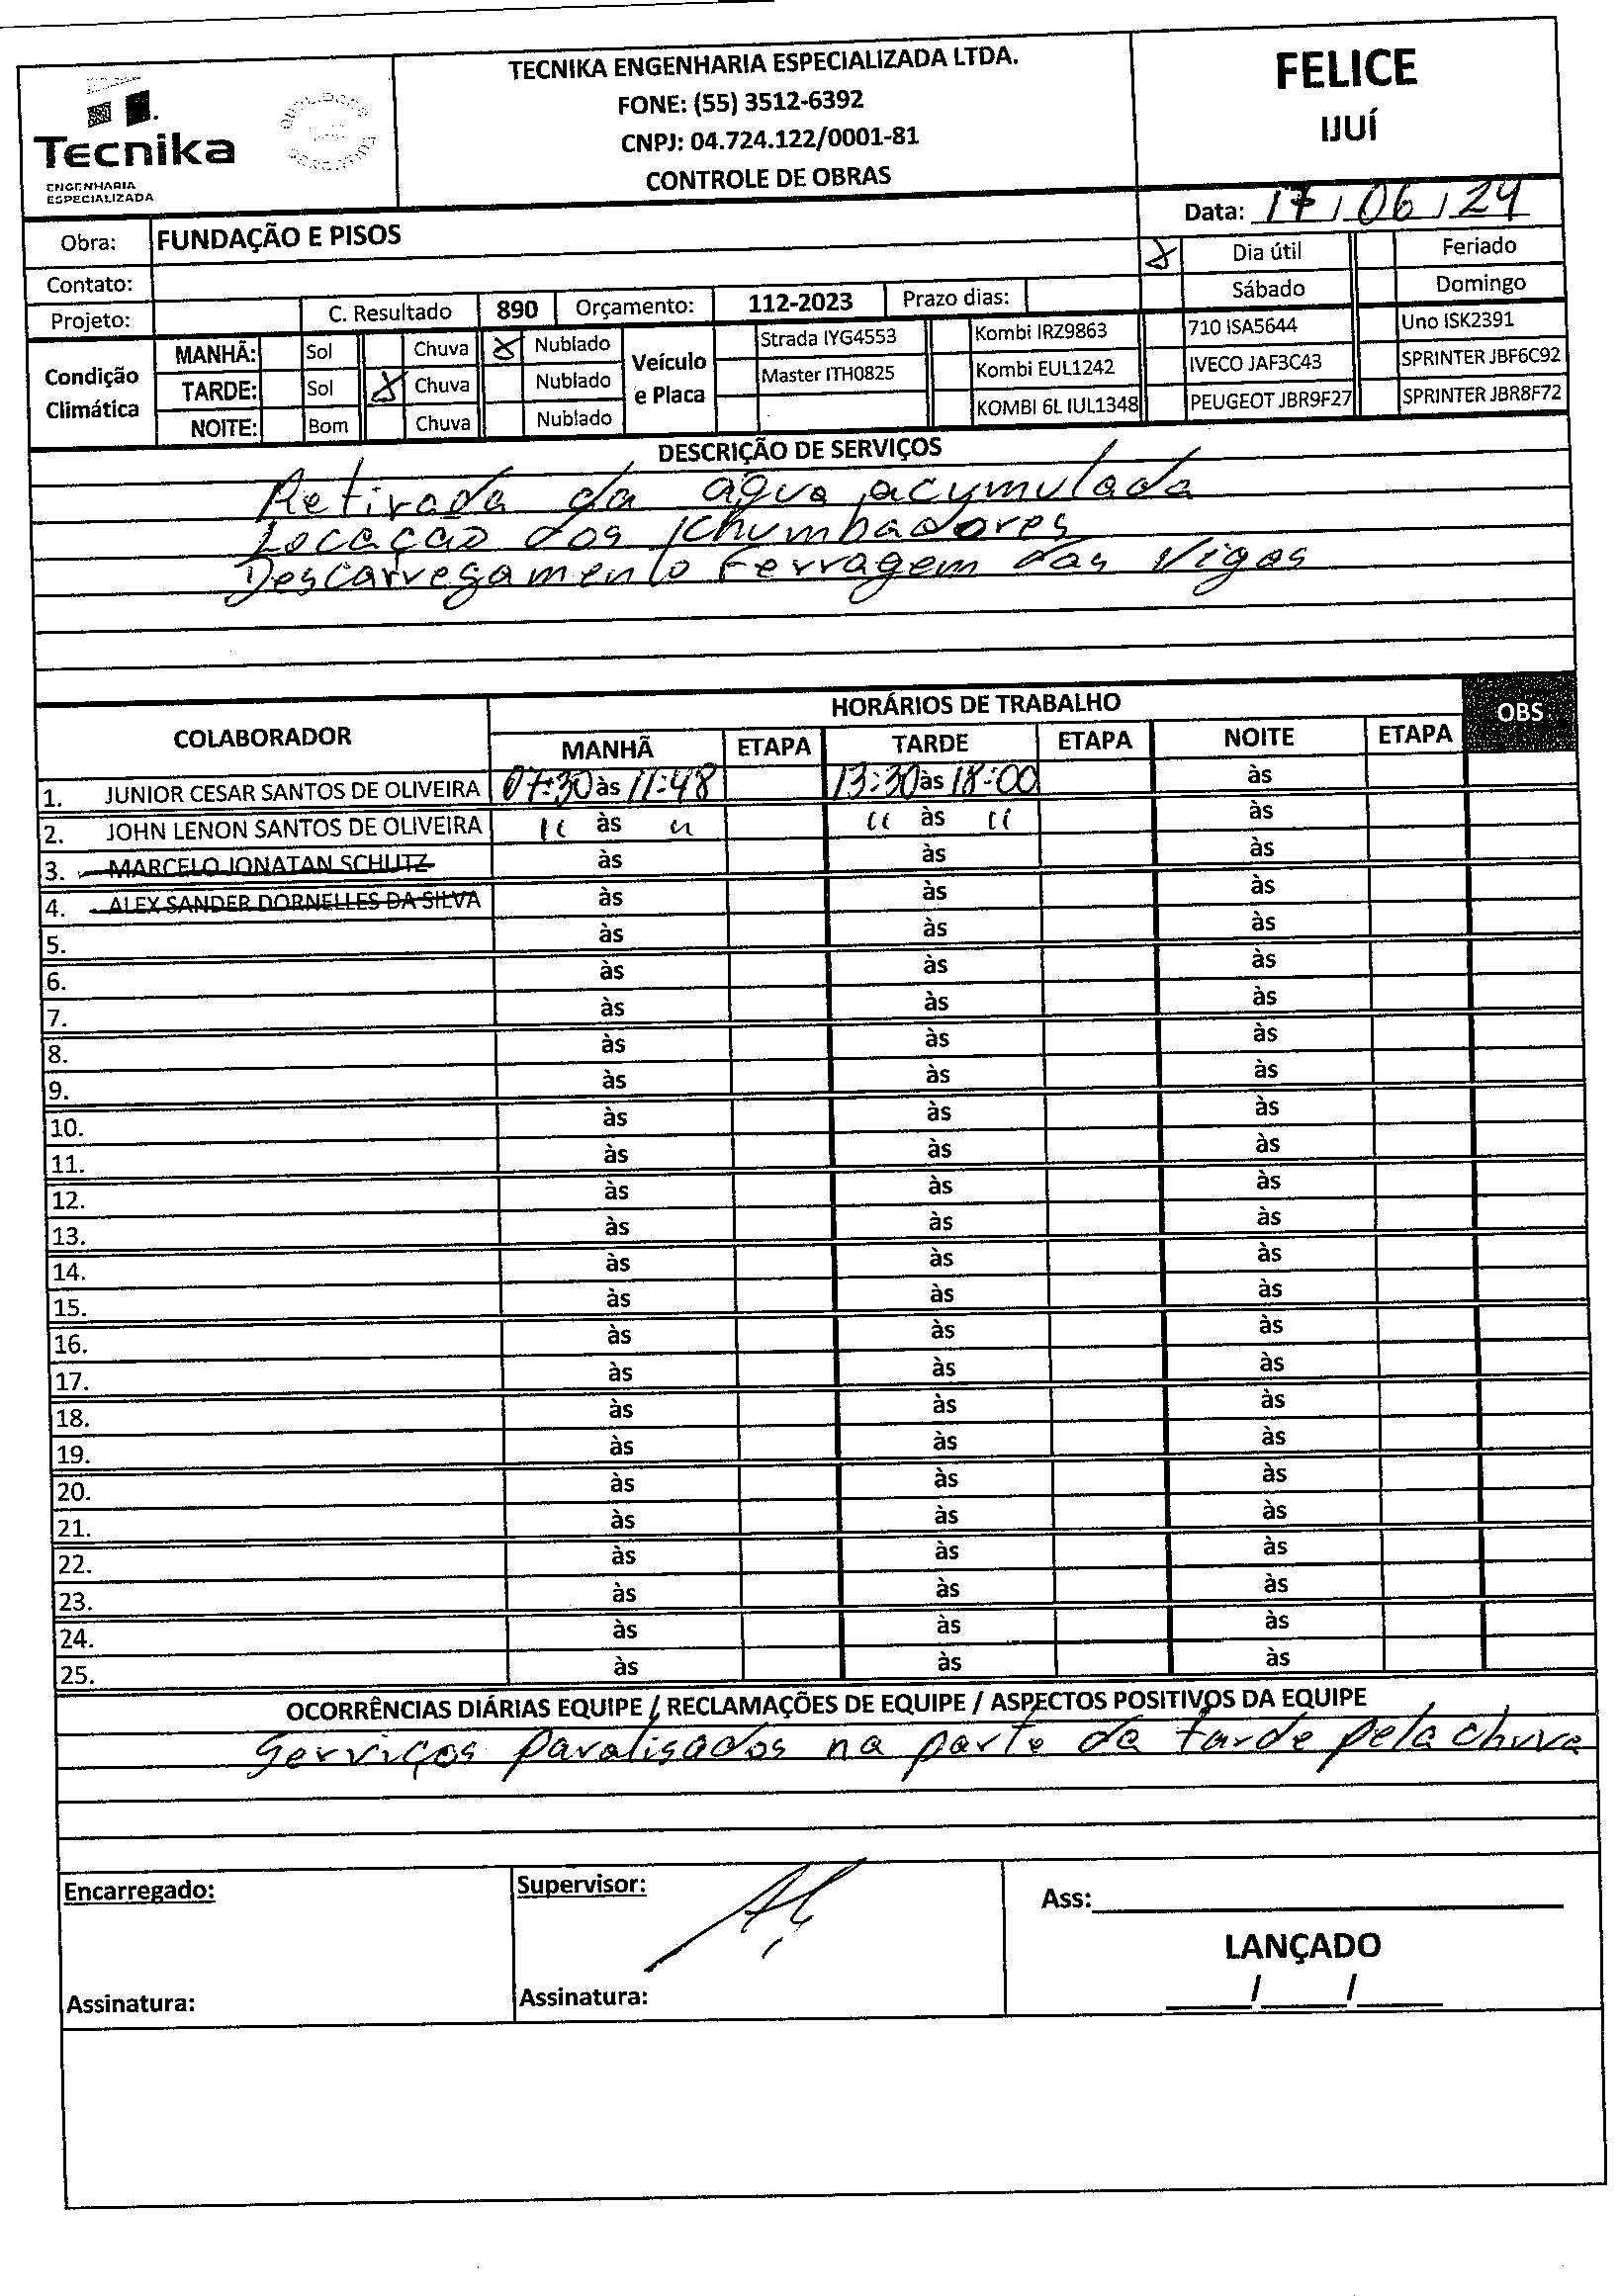 TECNIKA ENGENHARIA ESPECIALIZADA LTDA.
FONE: (55) 3512-6392
CNPJ: 04.724.122/0001-81
CONTROLE DE OBRAS
Tecnika
ENGENHARIA
ESPECIALIZADA
FELICE
IJUÍ
Data: 17 / 06 / 24
Obra: FUNDAÇÃO E PISOS
X Dia útil Feriado
Contato:
Sábado Domingo
Projeto: C. Resultado 890 Orçamento: 112-2023 Prazo dias:
Condição Climática
MANHÃ: Sol Chuva X Nublado
TARDE: Sol X Chuva Nublado
NOITE: Bom Chuva Nublado
Veículo e Placa
Strada IYG4553 Kombi IRZ9863 710 ISA5644 Uno ISK2391
Master ITH0825 Kombi EUL1242 IVECO JAF3C43 SPRINTER JBF6C92
KOMBI 6L IUL1348 PEUGEOT JBR9F27 SPRINTER JBR8F72
DESCRIÇÃO DE SERVIÇOS
Retirada da água acumulada
Locação dos chumbadores
Descarregamento Ferragem das Vigas
COLABORADOR HORÁRIOS DE TRABALHO OBS
MANHÃ ETAPA TARDE ETAPA NOITE ETAPA
1. JUNIOR CESAR SANTOS DE OLIVEIRA 07:30 às 11:48 13:30 às 18:00 às
2. JOHN LENON SANTOS DE OLIVEIRA " às " " às " às
3. MARCELO JONATAN SCHUTZ às às às
4. ALEX SANDER DORNELLES DA SILVA às às às
5. às às às
6. às às às
7. às às às
8. às às às
9. às às às
10. às às às
11. às às às
12. às às às
13. às às às
14. às às às
15. às às às
16. às às às
17. às às às
18. às às às
19. às às às
20. às às às
21. às às às
22. às às às
23. às às às
24. às às às
25. às às às
OCORRÊNCIAS DIÁRIAS EQUIPE / RECLAMAÇÕES DE EQUIPE / ASPECTOS POSITIVOS DA EQUIPE
Serviços paralisados na parte da tarde pela chuva
Encarregado:
Supervisor:
Ass:
LANÇADO
/ /
Assinatura:
Assinatura: